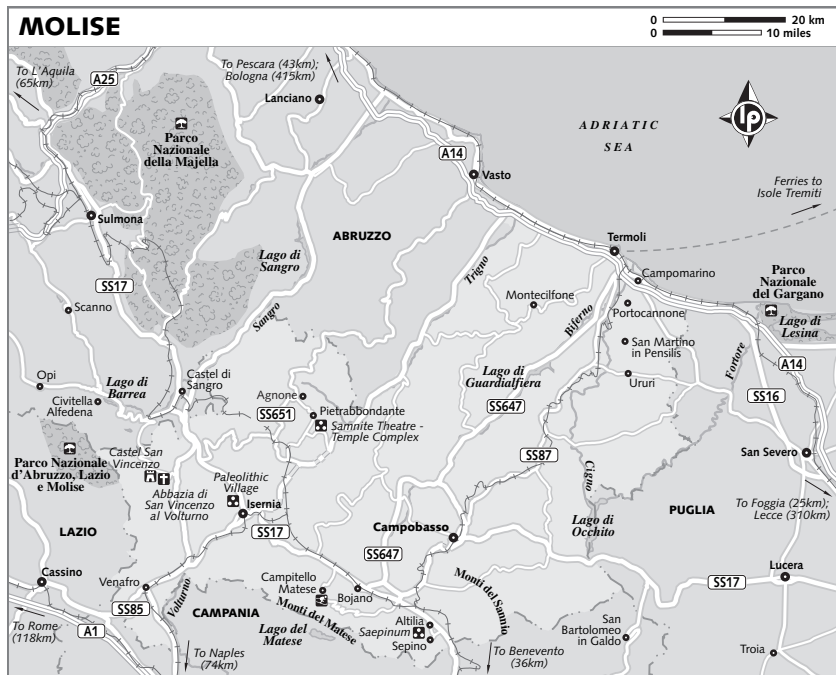 MOLISE
0 20 km
0 10 miles
To L'Aquila
(65km)
A25
To Pescara (43km);
Bologna (415km)
Lanciano
Parco
Nazionale
della Majella
ADRIATIC
SEA
lp
A14
Vasto
Ferries to
Isole Tremiti
Sulmona
ABRUZZO
Termoli
Lago di
Sangro
Trigno
Campomarino
Parco
Nazionale
del Gargano
SS17
Scanno
Sangro
Montecilfone
Biferno
Portocannone
Lago di
Lesina
San Martino
in Pensilis
Fortore
A14
Opi
Civitella
Alfedena
Lago di
Barrea
Castel di
Sangro
Agnone
SS651
Pietrabbondante
Samnite Theatre -
Temple Complex
Lago di
Guardialfiera
SS647
Ururi
SS16
Parco Nazionale
d'Abruzzo, Lazio
e Molise
Castel San
Vincenzo
Abbazia di
San Vincenzo
al Volturno
Paleolithic
Village
Isernia
SS87
Cigno
San Severo
To Foggia (25km);
Lecce (310km)
PUGLIA
LAZIO
SS17
Campobasso
Lago di
Occhito
SS647
Cassino
Venafro
Volturno
SS85
CAMPANIA
Campitello
Matese
Monti del Matese
Bojano
Lago del
Matese
Altilia
Saepinum
Sepino
Monti del Sannio
SS17
Lucera
To Rome
(118km)
A1
To Naples
(74km)
To Benevento
(36km)
San
Bartolomeo
in Galdo
Troia